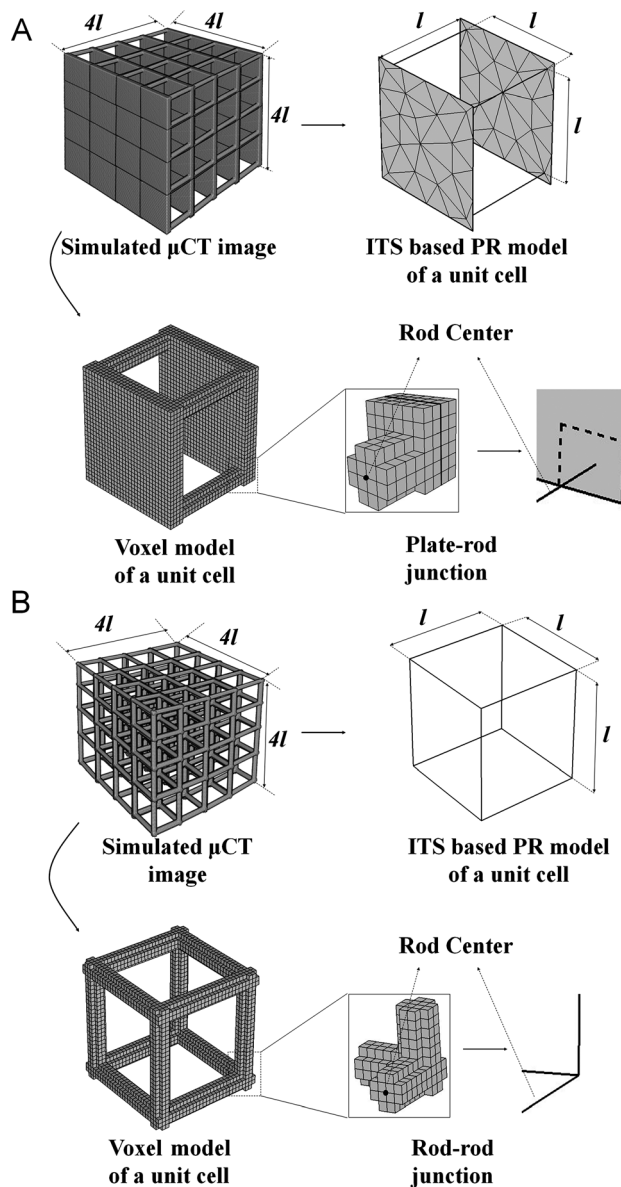 A
4l
4l
4l
l
l
l
Simulated μCT image
ITS based PR model
of a unit cell
Rod Center
Voxel model
of a unit cell
Plate-rod
junction
B
4l
4l
4l
l
l
l
Simulated μCT
image
ITS based PR model
of a unit cell
Rod Center
Voxel model
of a unit cell
Rod-rod
junction